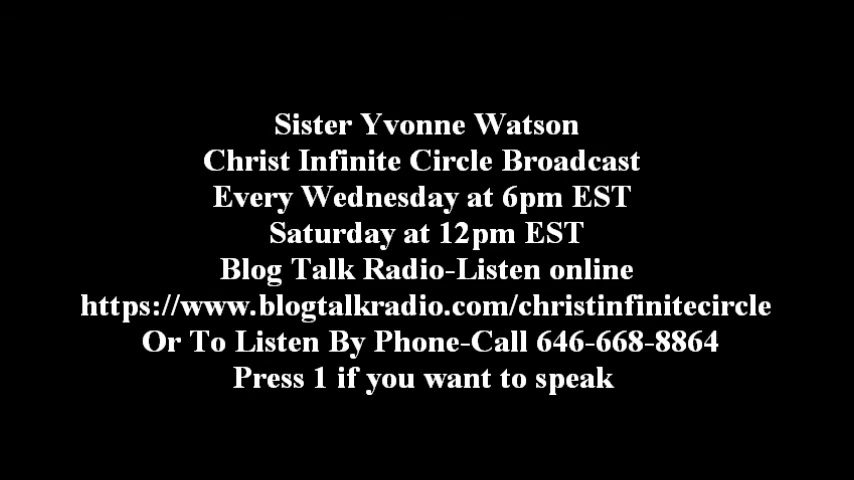 Sister Yvonne Watson
Christ Infinite Circle Broadcast
Every Wednesday at 6pm EST
Saturday at 12pm EST
Blog Talk Radio-Listen online
https://www.blogtalkradio.com/christinfinitecircle
Or To Listen By Phone-Call 646-668-8864
Press 1 if you want to speak